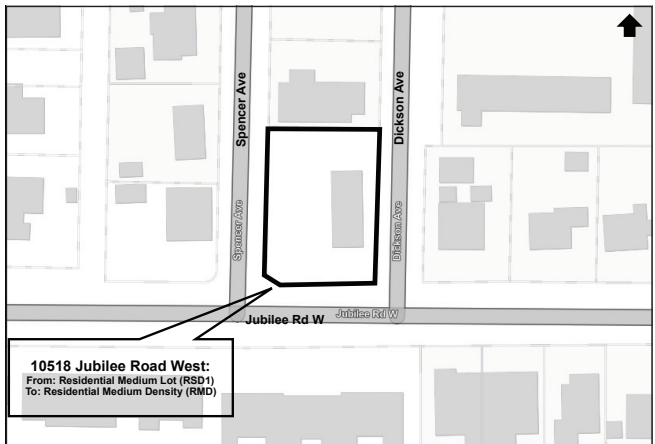 Spencer Ave
Dickson Ave
Spencer Ave
Dickson Ave
Jubilee Rd W
Jubilee Rd W
10518 Jubilee Road West:
From: Residential Medium Lot (RSD1)
To: Residential Medium Density (RMD)